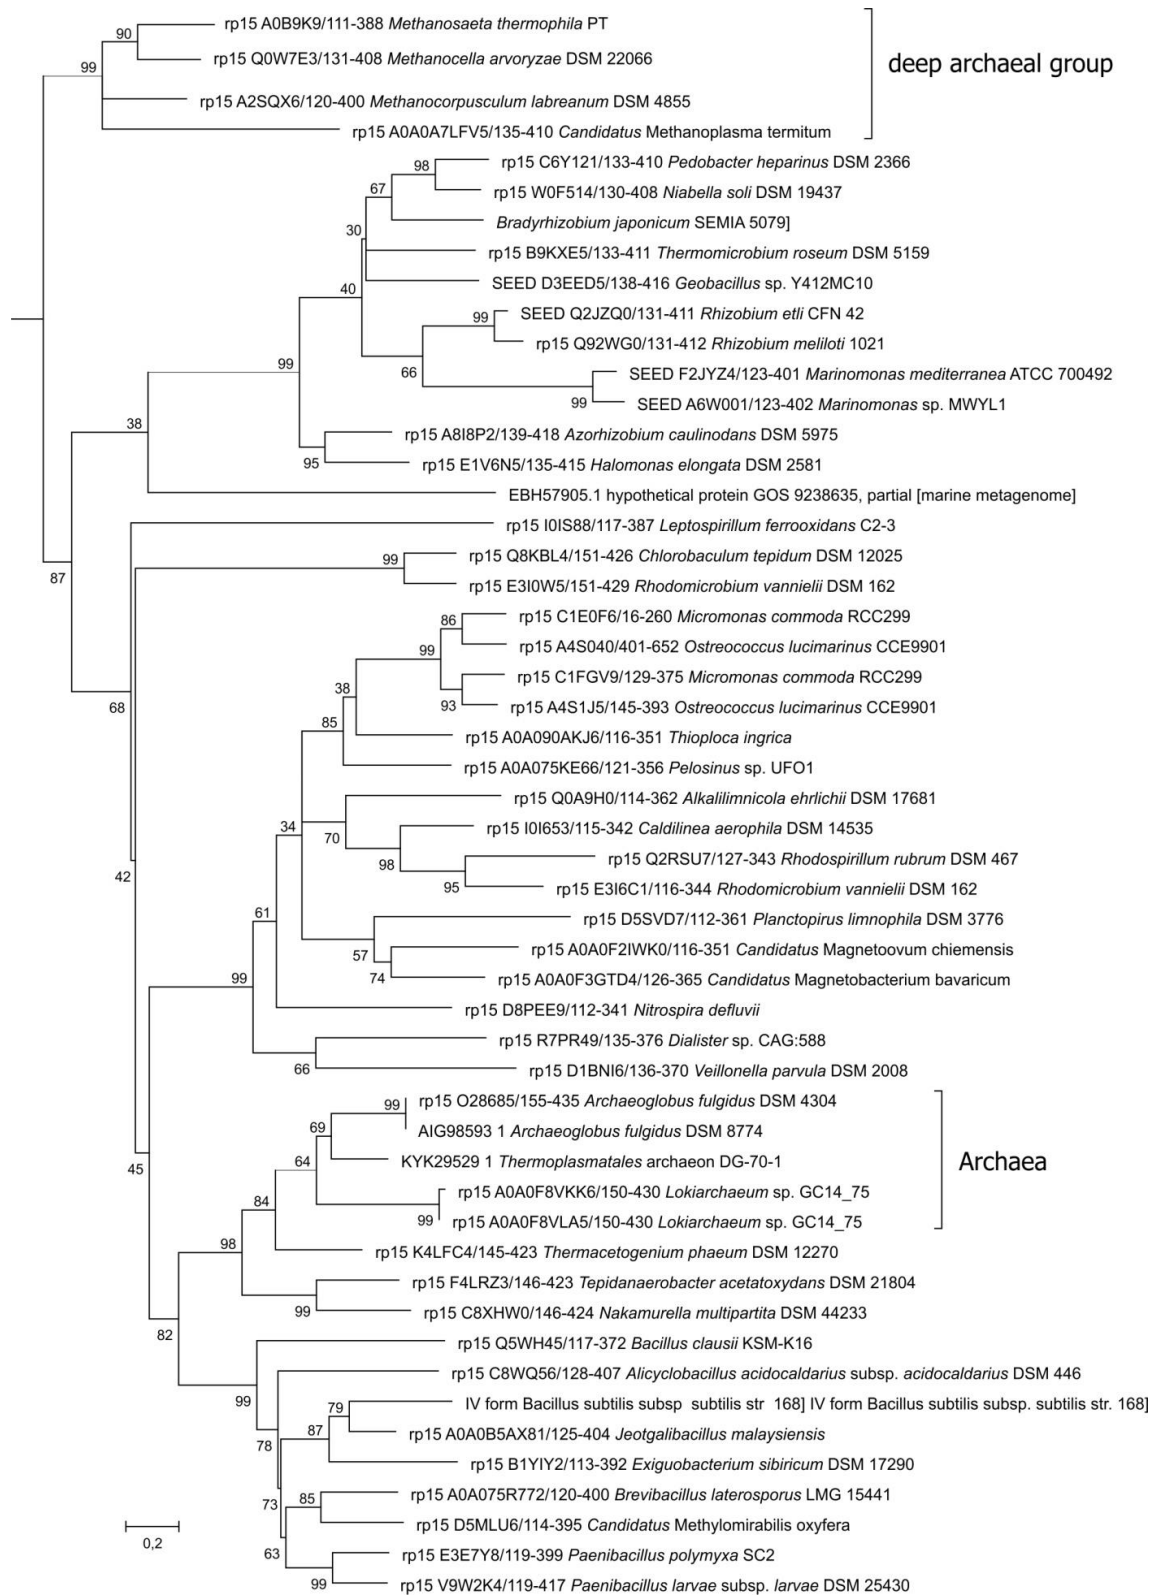 rp15 A0B9K9/111-388 Methanosaeta thermophila PT
90
rp15 Q0W7E3/131-408 Methanocella arvoryzae DSM 22066
99
deep archaeal group
rp15 A2SQX6/120-400 Methanocorpusculum labreanum DSM 4855
rp15 A0A0A7LFV5/135-410 Candidatus Methanoplasma termitum
rp15 C6Y121/133-410 Pedobacter heparinus DSM 2366
98
67
rp15 W0F514/130-408 Niabella soli DSM 19437
Bradyrhizobium japonicum SEMIA 5079]
30
rp15 B9KXE5/133-411 Thermomicrobium roseum DSM 5159
40
SEED D3EED5/138-416 Geobacillus sp. Y412MC10
99
SEED Q2JZQ0/131-411 Rhizobium etli CFN 42
rp15 Q92WG0/131-412 Rhizobium meliloti 1021
99
66
SEED F2JYZ4/123-401 Marinomonas mediterranea ATCC 700492
99
SEED A6W001/123-402 Marinomonas sp. MWYL1
38
rp15 A8I8P2/139-418 Azorhizobium caulinodans DSM 5975
95
rp15 E1V6N5/135-415 Halomonas elongata DSM 2581
EBH57905.1 hypothetical protein GOS 9238635, partial [marine metagenome]
rp15 I0IS88/117-387 Leptospirillum ferrooxidans C2-3
99
rp15 Q8KBL4/151-426 Chlorobaculum tepidum DSM 12025
87
rp15 E3I0W5/151-429 Rhodomicrobium vannielii DSM 162
86
rp15 C1E0F6/16-260 Micromonas commoda RCC299
99
rp15 A4S040/401-652 Ostreococcus lucimarinus CCE9901
rp15 C1FGV9/129-375 Micromonas commoda RCC299
38
93
68
rp15 A4S1J5/145-393 Ostreococcus lucimarinus CCE9901
85
rp15 A0A090AKJ6/116-351 Thioploca ingrica
rp15 A0A075KE66/121-356 Pelosinus sp. UFO1
rp15 Q0A9H0/114-362 Alkalilimnicola ehrlichii DSM 17681
34
70
rp15 I0I653/115-342 Caldilinea aerophila DSM 14535
98
rp15 Q2RSU7/127-343 Rhodospirillum rubrum DSM 467
42
95
rp15 E3I6C1/116-344 Rhodomicrobium vannielii DSM 162
61
rp15 D5SVD7/112-361 Planctopirus limnophila DSM 3776
57
rp15 A0A0F2IWK0/116-351 Candidatus Magnetoovum chiemensis
99
74
rp15 A0A0F3GTD4/126-365 Candidatus Magnetobacterium bavaricum
rp15 D8PEE9/112-341 Nitrospira defluvii
rp15 R7PR49/135-376 Dialister sp. CAG:588
66
rp15 D1BNI6/136-370 Veillonella parvula DSM 2008
99
rp15 O28685/155-435 Archaeoglobus fulgidus DSM 4304
69
AIG98593 1 Archaeoglobus fulgidus DSM 8774
64
KYK29529 1 Thermoplasmatales archaeon DG-70-1
Archaea
45
rp15 A0A0F8VKK6/150-430 Lokiarchaeum sp. GC14_75
84
99
rp15 A0A0F8VLA5/150-430 Lokiarchaeum sp. GC14_75
98
rp15 K4LFC4/145-423 Thermacetogenium phaeum DSM 12270
rp15 F4LRZ3/146-423 Tepidanaerobacter acetatoxydans DSM 21804
99
rp15 C8XHW0/146-424 Nakamurella multipartita DSM 44233
82
rp15 Q5WH45/117-372 Bacillus clausii KSM-K16
rp15 C8WQ56/128-407 Alicyclobacillus acidocaldarius subsp. acidocaldarius DSM 446
99
79
IV form Bacillus subtilis subsp subtilis str 168] IV form Bacillus subtilis subsp. subtilis str. 168]
87
rp15 A0A0B5AX81/125-404 Jeotgalibacillus malaysiensis
78
rp15 B1YIY2/113-392 Exiguobacterium sibiricum DSM 17290
85
rp15 A0A075R772/120-400 Brevibacillus laterosporus LMG 15441
73
rp15 D5MLU6/114-395 Candidatus Methylomirabilis oxyfera
0,2
63
rp15 E3E7Y8/119-399 Paenibacillus polymyxa SC2
99
rp15 V9W2K4/119-417 Paenibacillus larvae subsp. larvae DSM 25430